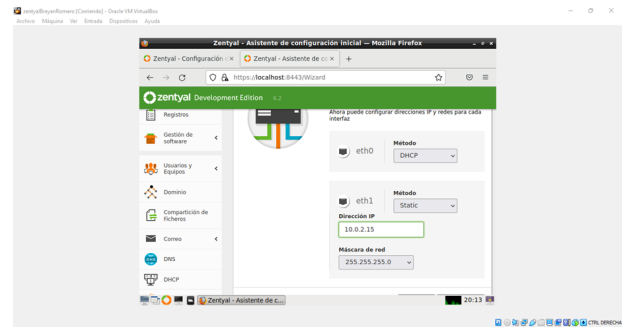 zentyalBreyanRomero [Corriendo] - Oracle VM VirtualBox
Archivo Máquina Ver Entrada Dispositivos Ayuda
Zentyal - Asistente de configuración inicial — Mozilla Firefox
Zentyal - Configuración
Zentyal - Asistente de co
https://localhost:8443/Wizard
zentyal Development Edition
Registros
Gestión de software
Usuarios y Equipos
Dominio
Compartición de Ficheros
Correo
DNS
DHCP
Ahora puede configurar direcciones IP y redes para cada
interfaz
eth0
Método
DHCP
eth1
Método
Static
Dirección IP
10.0.2.15
Máscara de red
255.255.255.0
Zentyal - Asistente de c...
20:13
CTRL DERECHA